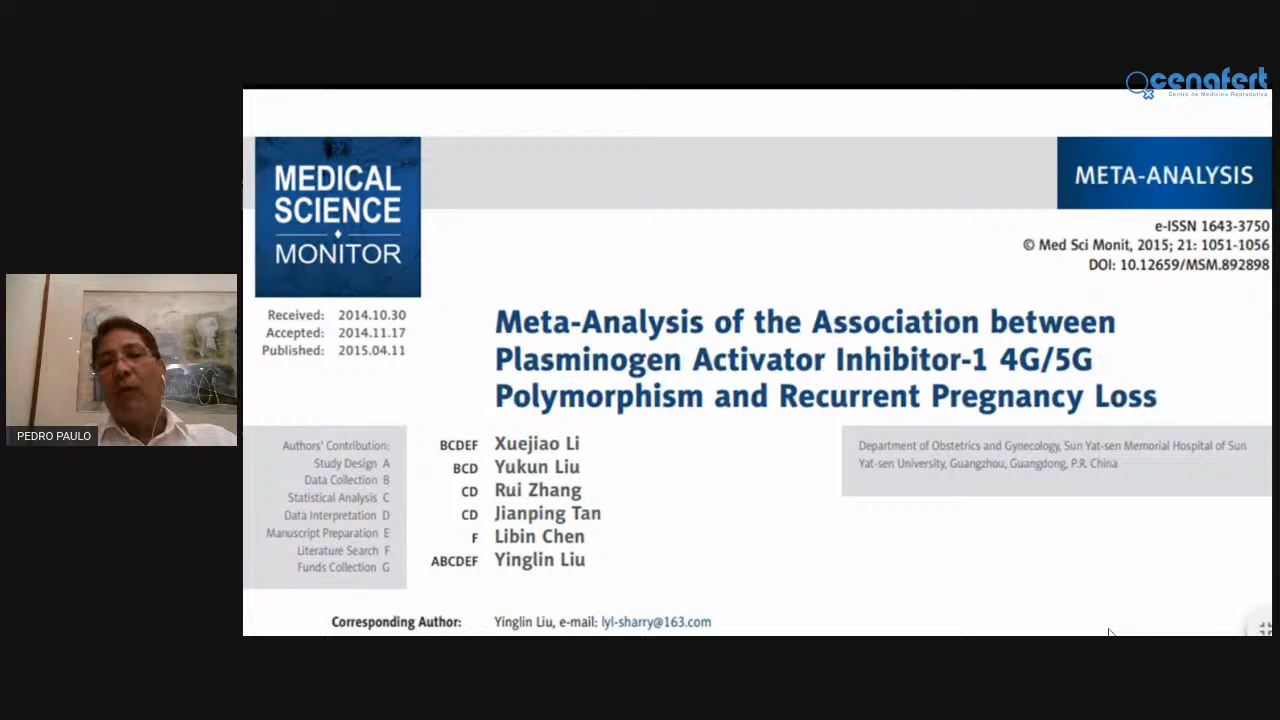 cenafert
Centro de Medicina Reprodutiva
MEDICAL
SCIENCE
MONITOR
META-ANALYSIS
e-ISSN 1643-3750
© Med Sci Monit, 2015; 21: 1051-1056
DOI: 10.12659/MSM.892898
Received: 2014.10.30
Accepted: 2014.11.17
Published: 2015.04.11
Meta-Analysis of the Association between
Plasminogen Activator Inhibitor-1 4G/5G
Polymorphism and Recurrent Pregnancy Loss
Authors' Contribution:
Study Design A
Data Collection B
Statistical Analysis C
Data Interpretation D
Manuscript Preparation E
Literature Search F
Funds Collection G
BCDEF Xuejiao Li
BCD Yukun Liu
CD Rui Zhang
CD Jianping Tan
F Libin Chen
ABCDEF Yinglin Liu
Department of Obstetrics and Gynecology, Sun Yat-sen Memorial Hospital of Sun
Yat-sen University, Guangzhou, Guangdong, P.R. China
Corresponding Author: Yinglin Liu, e-mail: lyl-sharry@163.com
PEDRO PAULO